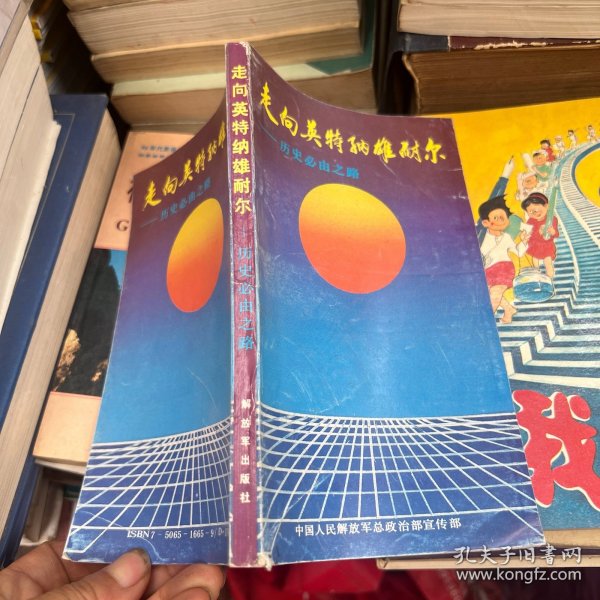 走向英特纳雄耐尔
——历史必由之路
中国人民解放军总政治部宣传部
走向英特纳雄耐尔——历史必由之路
解放军出版社
走向英特纳雄
——历史必由之路
ISBN7-5065-1665-9/D·
我
孔夫子旧书网
www.kongfz.com